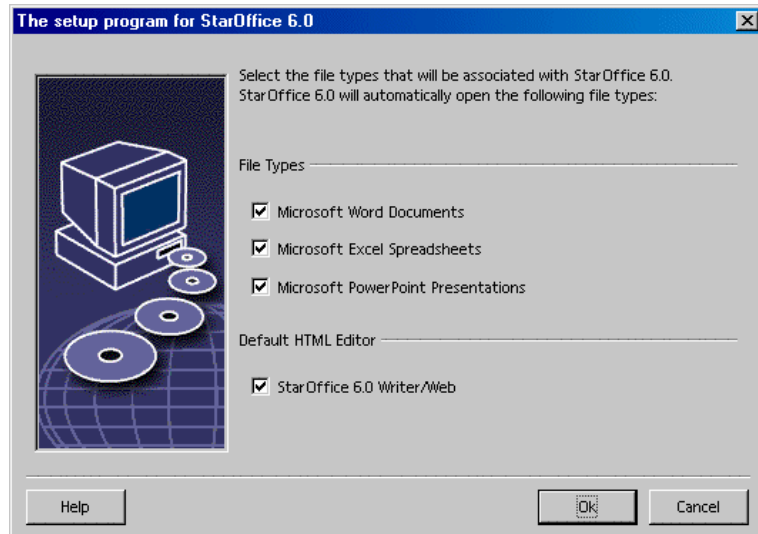 The setup program for StarOffice 6.0
Select the file types that will be associated with StarOffice 6.0.
StarOffice 6.0 will automatically open the following file types:
File Types
Microsoft Word Documents
Microsoft Excel Spreadsheets
Microsoft PowerPoint Presentations
Default HTML Editor
StarOffice 6.0 Writer/Web
Help
Ok
Cancel